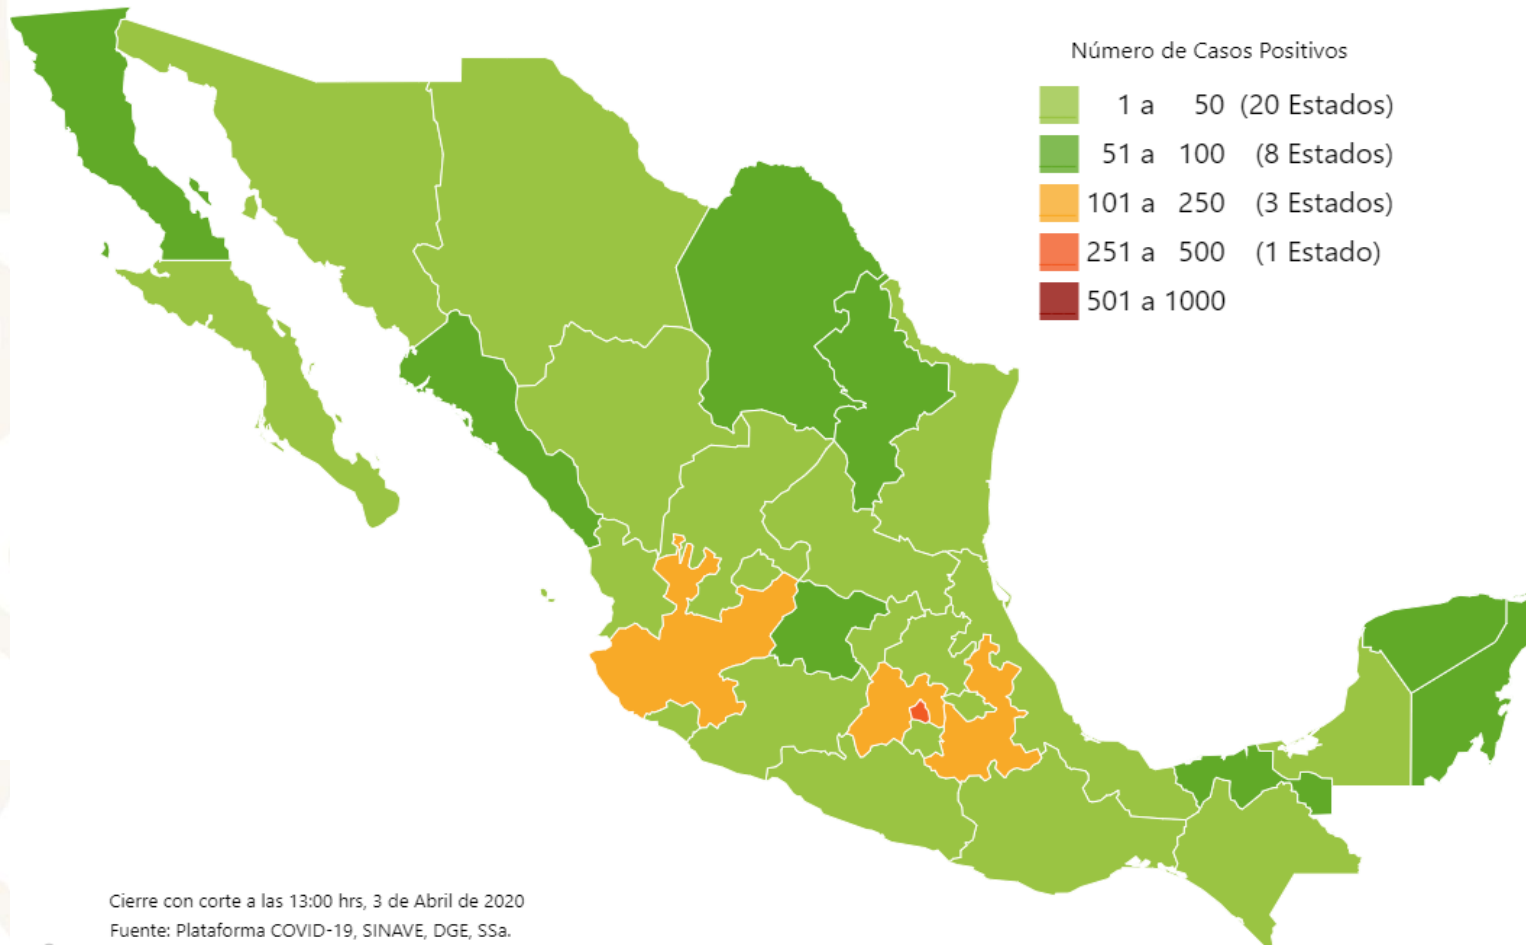 Número de Casos Positivos
1 a 50 (20 Estados)
51 a 100 (8 Estados)
101 a 250 (3 Estados)
251 a 500 (1 Estado)
501 a 1000
Cierre con corte a las 13:00 hrs, 3 de Abril de 2020
Fuente: Plataforma COVID-19, SINAVE, DGE, SSa.